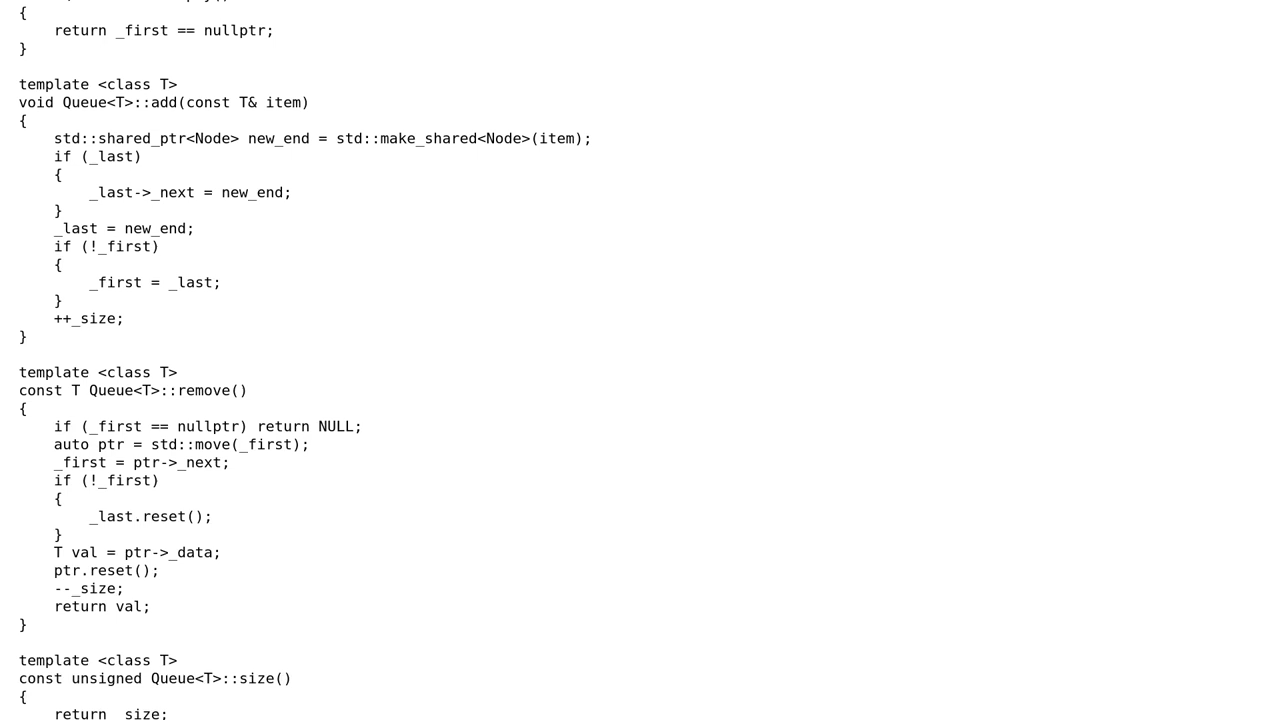 {
    return _first == nullptr;
}

template <class T>
void Queue<T>::add(const T& item)
{
    std::shared_ptr<Node> new_end = std::make_shared<Node>(item);
    if (_last)
    {
        _last->_next = new_end;
    }
    _last = new_end;
    if (!_first)
    {
        _first = _last;
    }
    ++_size;
}

template <class T>
const T Queue<T>::remove()
{
    if (_first == nullptr) return NULL;
    auto ptr = std::move(_first);
    _first = ptr->_next;
    if (!_first)
    {
        _last.reset();
    }
    T val = ptr->_data;
    ptr.reset();
    --_size;
    return val;
}

template <class T>
const unsigned Queue<T>::size()
{
    return _size;